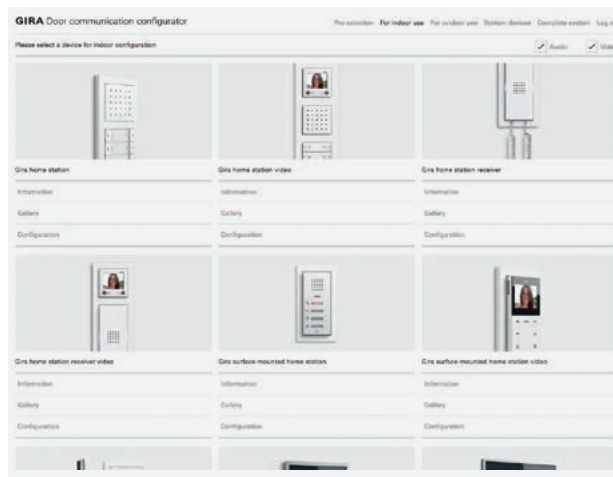 GIRA Door communication configurator
Pre-selection For indoor use For outdoor use System devices Complete system Log in
Please select a device for indoor configuration
Audio Vide
Gira home station
Gira home station video
Gira home station receiver
Information
Information
Information
Gallery
Gallery
Gallery
Configuration
Configuration
Configuration
Gira home station receiver video
Gira surface-mounted home station
Gira surface-mounted home station video
Information
Information
Information
Gallery
Gallery
Gallery
Configuration
Configuration
Configuration